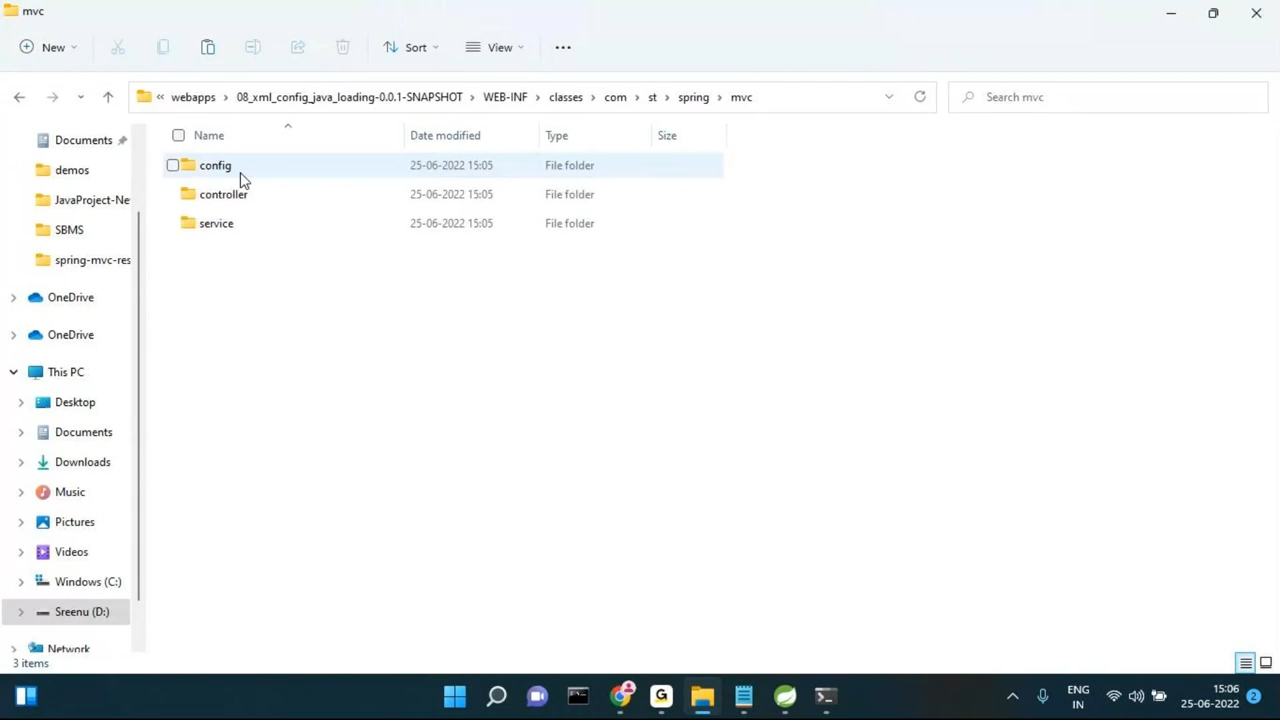 mvc
New
Sort
View
webapps 08_xml_config_java_loading-0.0.1-SNAPSHOT WEB-INF classes com st spring mvc
Search mvc
Name Date modified Type Size
config 25-06-2022 15:05 File folder
controller 25-06-2022 15:05 File folder
service 25-06-2022 15:05 File folder
Documents
demos
JavaProject-Ne
SBMS
spring-mvc-res
OneDrive
OneDrive
This PC
Desktop
Documents
Downloads
Music
Pictures
Videos
Windows (C:)
Sreenu (D:)
Network
3 items
G
ENG
IN
15:06
25-06-2022
2